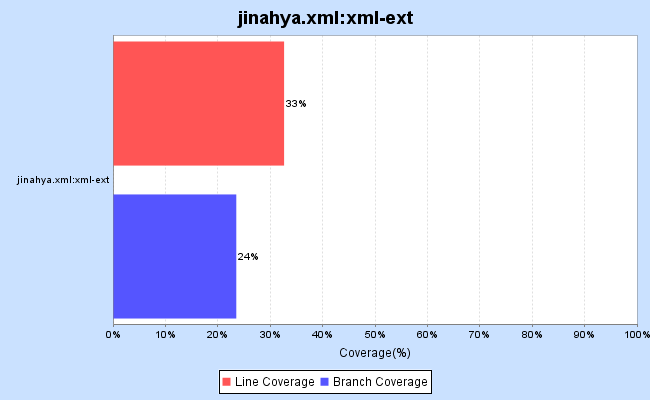 jinahya.xml:xml-ext
33%
jinahya.xml:xml-ext
24%
0% 10% 20% 30% 40% 50% 60% 70% 80% 90% 100%
Coverage(%)
Line Coverage Branch Coverage